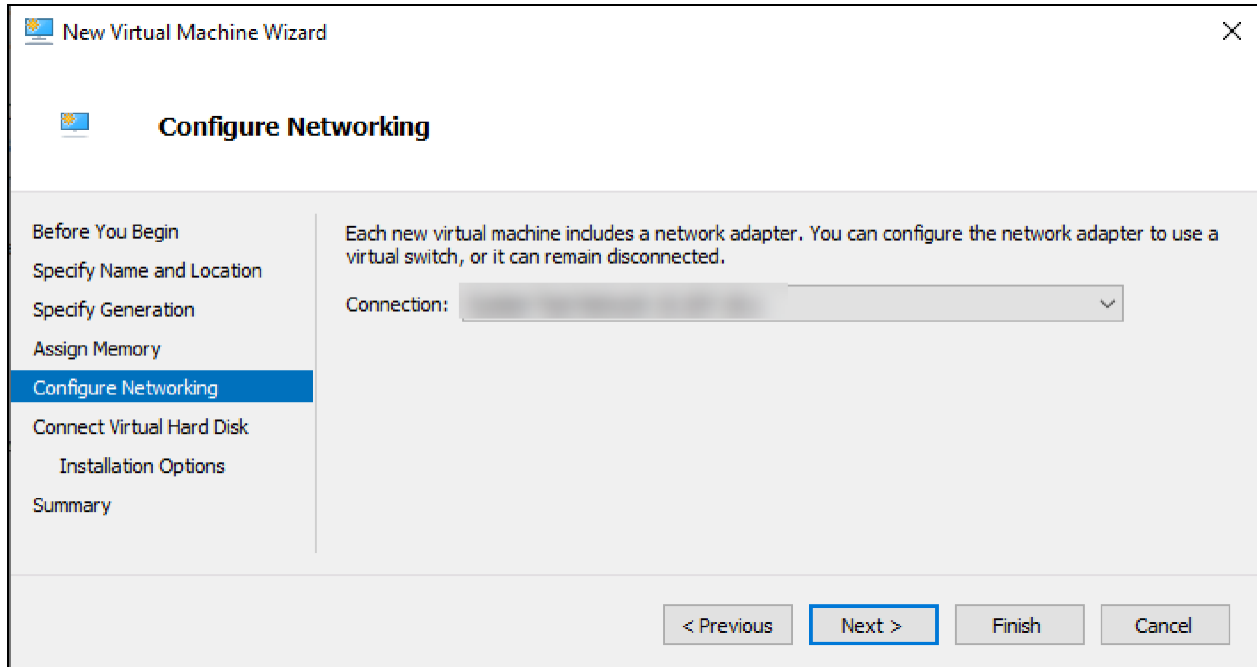 New Virtual Machine Wizard
Configure Networking
Before You Begin
Specify Name and Location
Specify Generation
Assign Memory
Configure Networking
Connect Virtual Hard Disk
Installation Options
Summary
Each new virtual machine includes a network adapter. You can configure the network adapter to use a
virtual switch, or it can remain disconnected.
Connection:
< Previous
Next >
Finish
Cancel